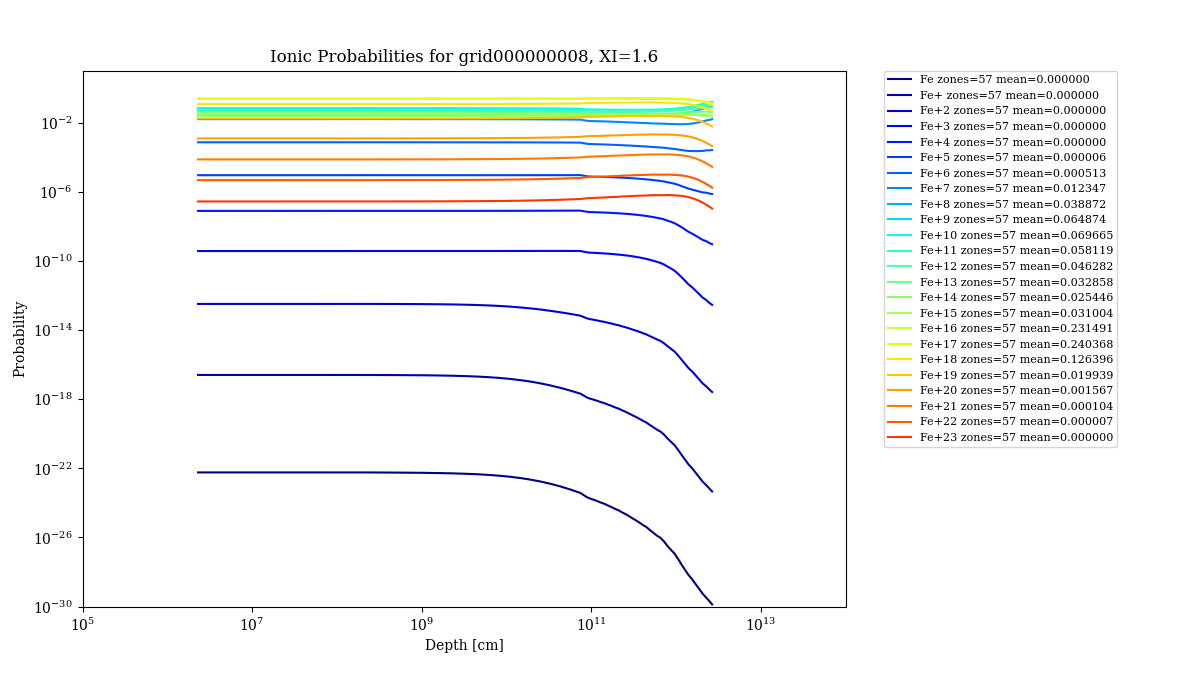 Ionic Probabilities for grid000000008, XI=1.6
Probability
10^-2
10^-6
10^-10
10^-14
10^-18
10^-22
10^-26
10^-30
10^5
10^7
10^9
10^11
10^13
Depth [cm]
Fe zones=57 mean=0.000000
Fe+ zones=57 mean=0.000000
Fe+2 zones=57 mean=0.000000
Fe+3 zones=57 mean=0.000000
Fe+4 zones=57 mean=0.000000
Fe+5 zones=57 mean=0.000006
Fe+6 zones=57 mean=0.000513
Fe+7 zones=57 mean=0.012347
Fe+8 zones=57 mean=0.038872
Fe+9 zones=57 mean=0.064874
Fe+10 zones=57 mean=0.069665
Fe+11 zones=57 mean=0.058119
Fe+12 zones=57 mean=0.046282
Fe+13 zones=57 mean=0.032858
Fe+14 zones=57 mean=0.025446
Fe+15 zones=57 mean=0.031004
Fe+16 zones=57 mean=0.231491
Fe+17 zones=57 mean=0.240368
Fe+18 zones=57 mean=0.126396
Fe+19 zones=57 mean=0.019939
Fe+20 zones=57 mean=0.001567
Fe+21 zones=57 mean=0.000104
Fe+22 zones=57 mean=0.000007
Fe+23 zones=57 mean=0.000000